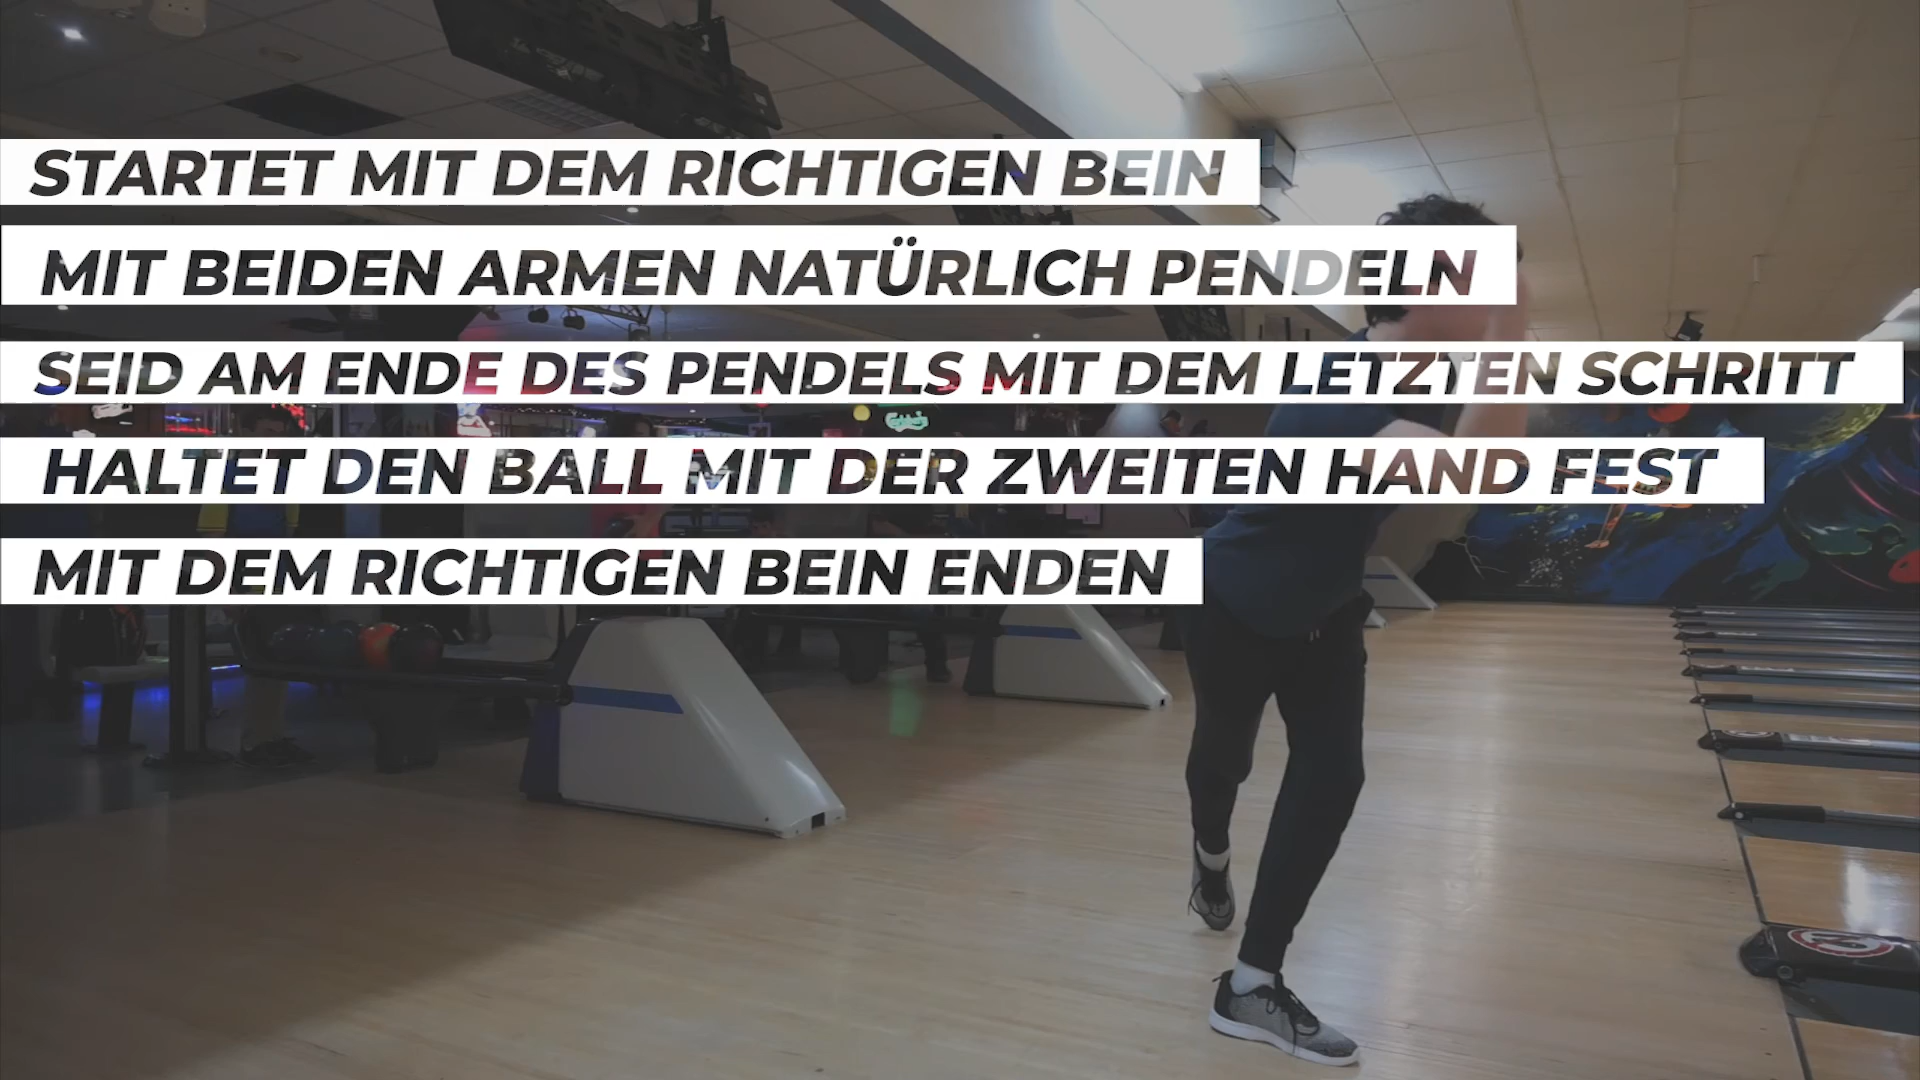 STARTET MIT DEM RICHTIGEN BEIN
MIT BEIDEN ARMEN NATÜRLICH PENDELN
SEID AM ENDE DES PENDELS MIT DEM LETZTEN SCHRITT
HALTET DEN BALL MIT DER ZWEITEN HAND FEST
MIT DEM RICHTIGEN BEIN ENDEN